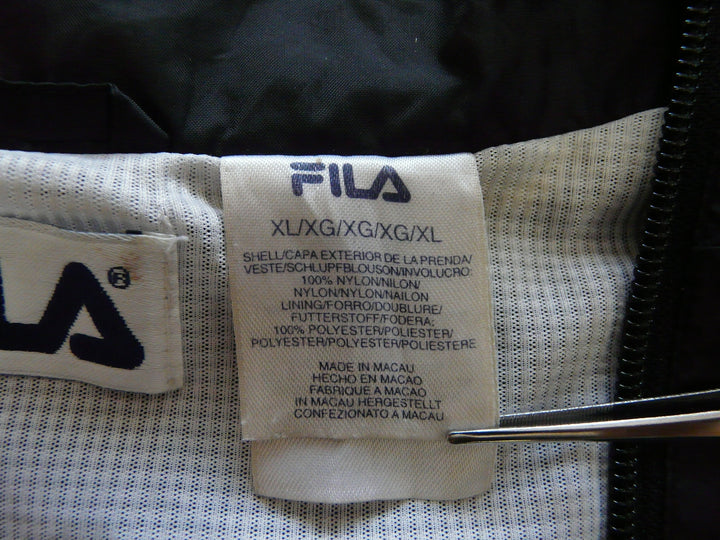 FILA
XL/XG/XG/XG/XL
SHELL/CAPA EXTERIOR DE LA PRENDA/
VESTE/SCHLUPFBLOUSON/INVOLUCRO:
100% NYLON/NILON/
NYLON/NYLON/NAILON
LINING/FORRO/DOUBLURE/
FUTTERSTOFF/FODERA:
100% POLYESTER/POLIESTER/
POLYESTER/POLYESTER/POLIESTERE
MADE IN MACAU
HECHO EN MACAO
FABRIQUE A MACAO
IN MACAU HERGESTELLT
CONFEZIONATO A MACAU
LA®